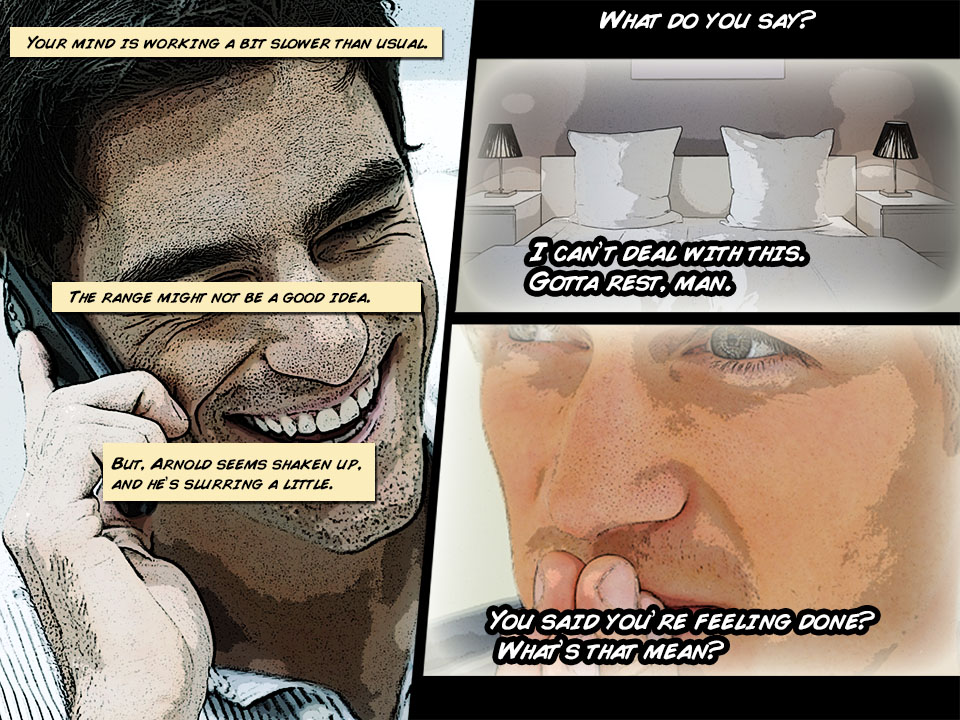 Your mind is working a bit slower than usual.
The range might not be a good idea.
But, Arnold seems shaken up,
and he's slurring a little.
What do you say?
I can't deal with this.
Gotta rest, man.
You said you're feeling done?
What's that mean?